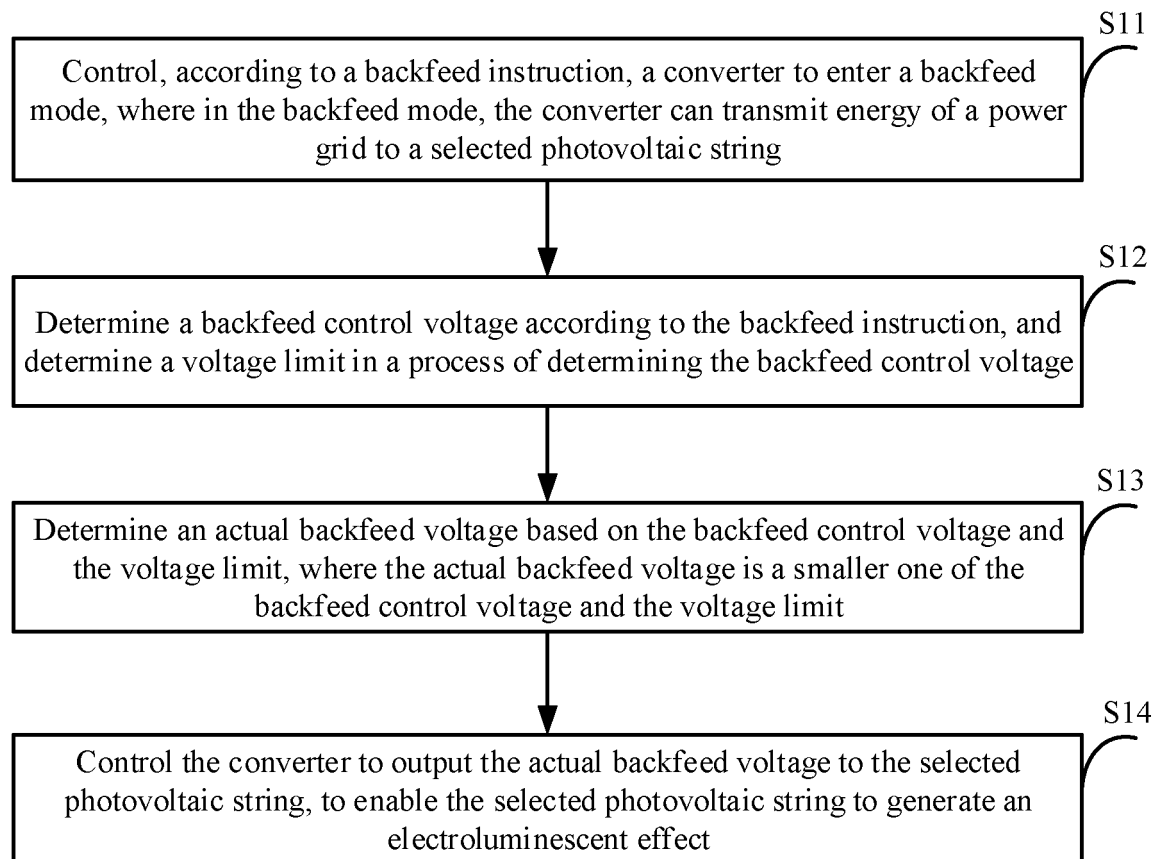 S11
Control, according to a backfeed instruction, a converter to enter a backfeed
mode, where in the backfeed mode, the converter can transmit energy of a power
grid to a selected photovoltaic string
S12
Determine a backfeed control voltage according to the backfeed instruction, and
determine a voltage limit in a process of determining the backfeed control voltage
S13
Determine an actual backfeed voltage based on the backfeed control voltage and
the voltage limit, where the actual backfeed voltage is a smaller one of the
backfeed control voltage and the voltage limit
S14
Control the converter to output the actual backfeed voltage to the selected
photovoltaic string, to enable the selected photovoltaic string to generate an
electroluminescent effect